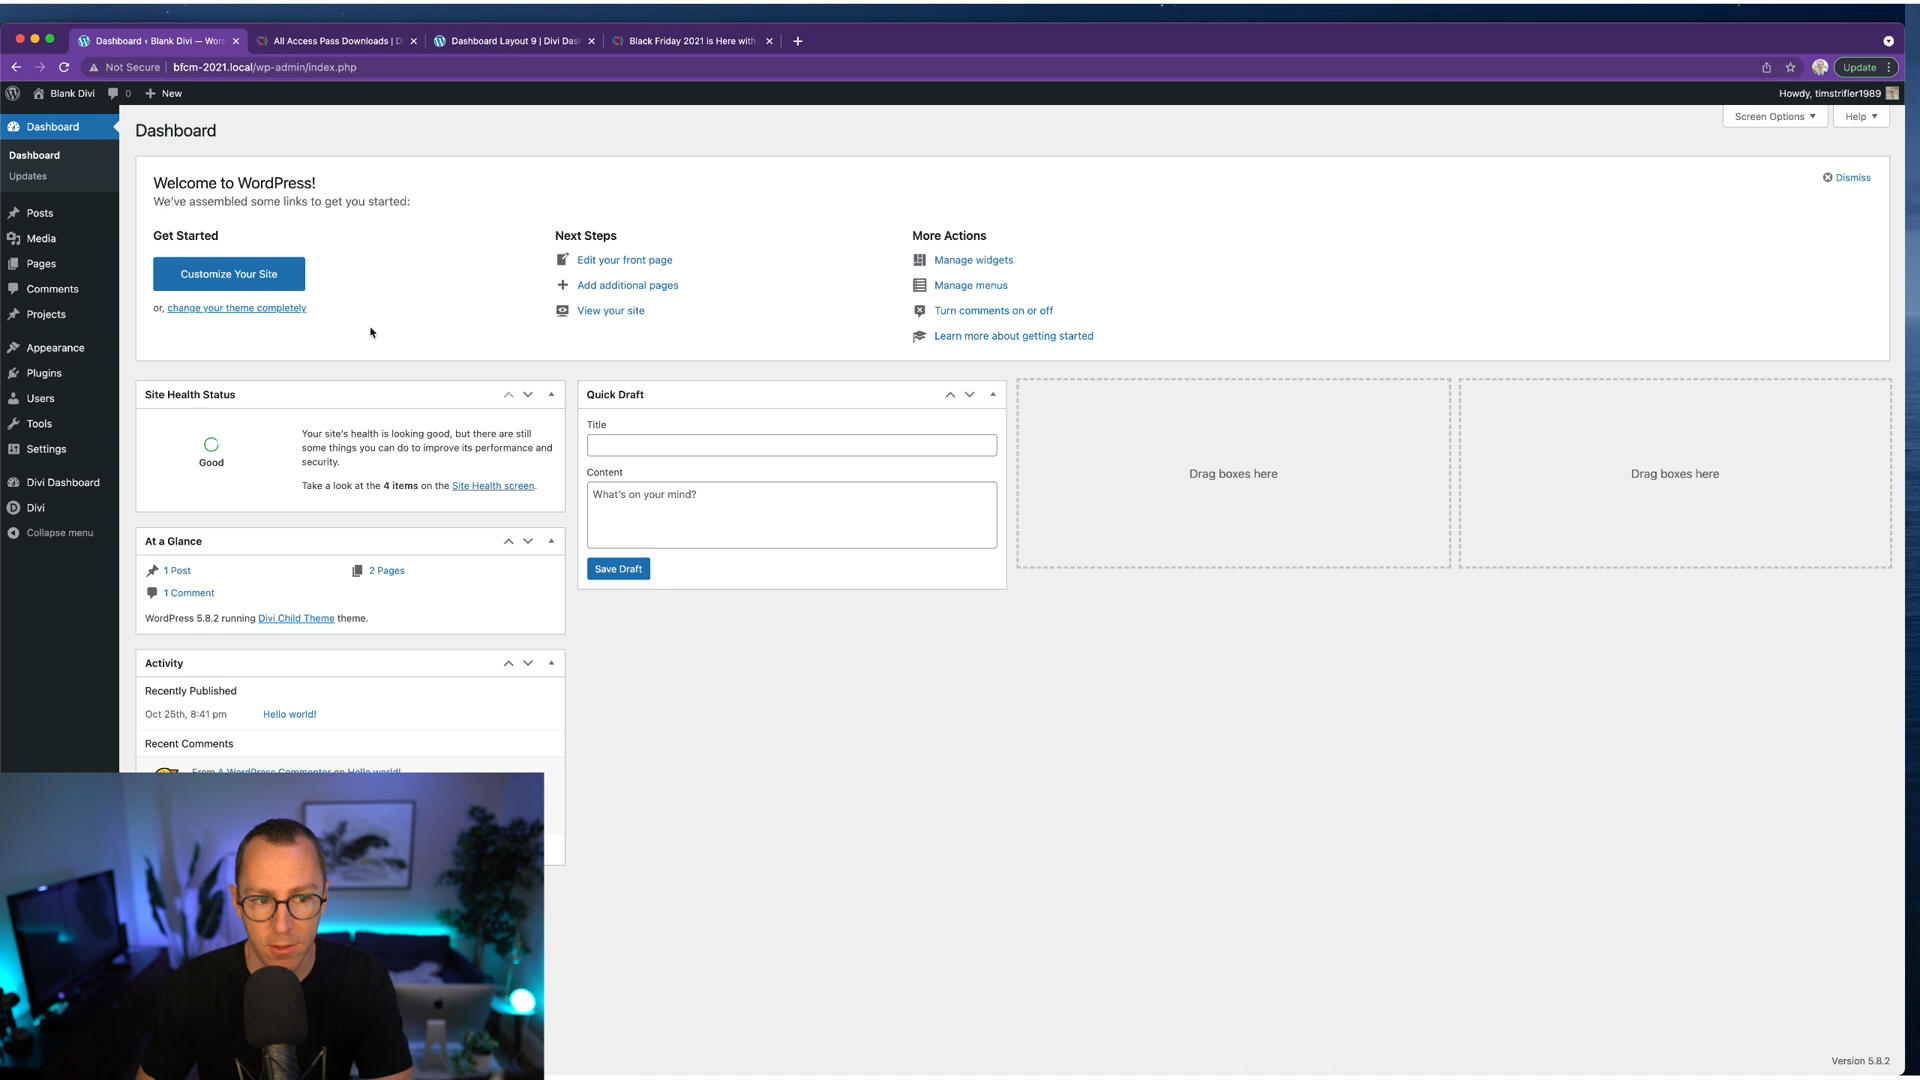 Dashboard ‹ Blank Divi — Wor
All Access Pass Downloads | D
Dashboard Layout 9 | Divi Das
Black Friday 2021 is Here with
Not Secure
bfcm-2021.local/wp-admin/index.php
Update
Blank Divi
0
New
Howdy, timstrifler1989
Dashboard
Dashboard
Updates
Posts
Media
Pages
Comments
Projects
Appearance
Plugins
Users
Tools
Settings
Divi Dashboard
Divi
Collapse menu
Dashboard
Screen Options
Help
Welcome to WordPress!
We've assembled some links to get you started:
Dismiss
Get Started
Customize Your Site
or, change your theme completely
Next Steps
Edit your front page
Add additional pages
View your site
More Actions
Manage widgets
Manage menus
Turn comments on or off
Learn more about getting started
Site Health Status
Good
Your site's health is looking good, but there are still
some things you can do to improve its performance and
security.
Take a look at the 4 items on the Site Health screen.
At a Glance
1 Post
2 Pages
1 Comment
WordPress 5.8.2 running Divi Child Theme theme.
Activity
Recently Published
Oct 25th, 8:41 pm
Hello world!
Recent Comments
From A WordPress Commenter on Hello world!
Quick Draft
Title
Content
What's on your mind?
Save Draft
Drag boxes here
Drag boxes here
Version 5.8.2